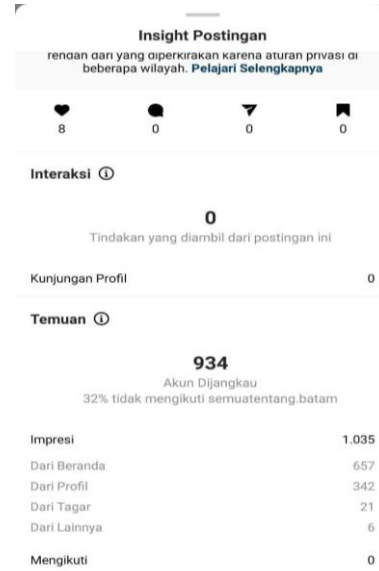 Insight Postingan
rendah dari yang diperkirakan karena aturan privasi di
beberapa wilayah. Pelajari Selengkapnya
8 0 0 0
Interaksi
0
Tindakan yang diambil dari postingan ini
Kunjungan Profil 0
Temuan
934
Akun Dijangkau
32% tidak mengikuti semuatentang.batam
Impresi 1.035
Dari Beranda 657
Dari Profil 342
Dari Tagar 21
Dari Lainnya 6
Mengikuti 0